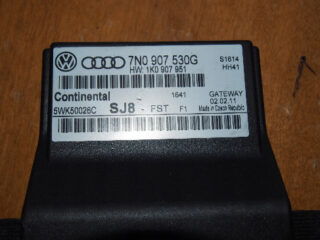 7N0 907 530G
HW: 1K0 907 951
S1614
HH41
Continental
1641
GATEWAY
5WK50026C
SJ8 - FST F1
02.02.11
Made in Czech Republic